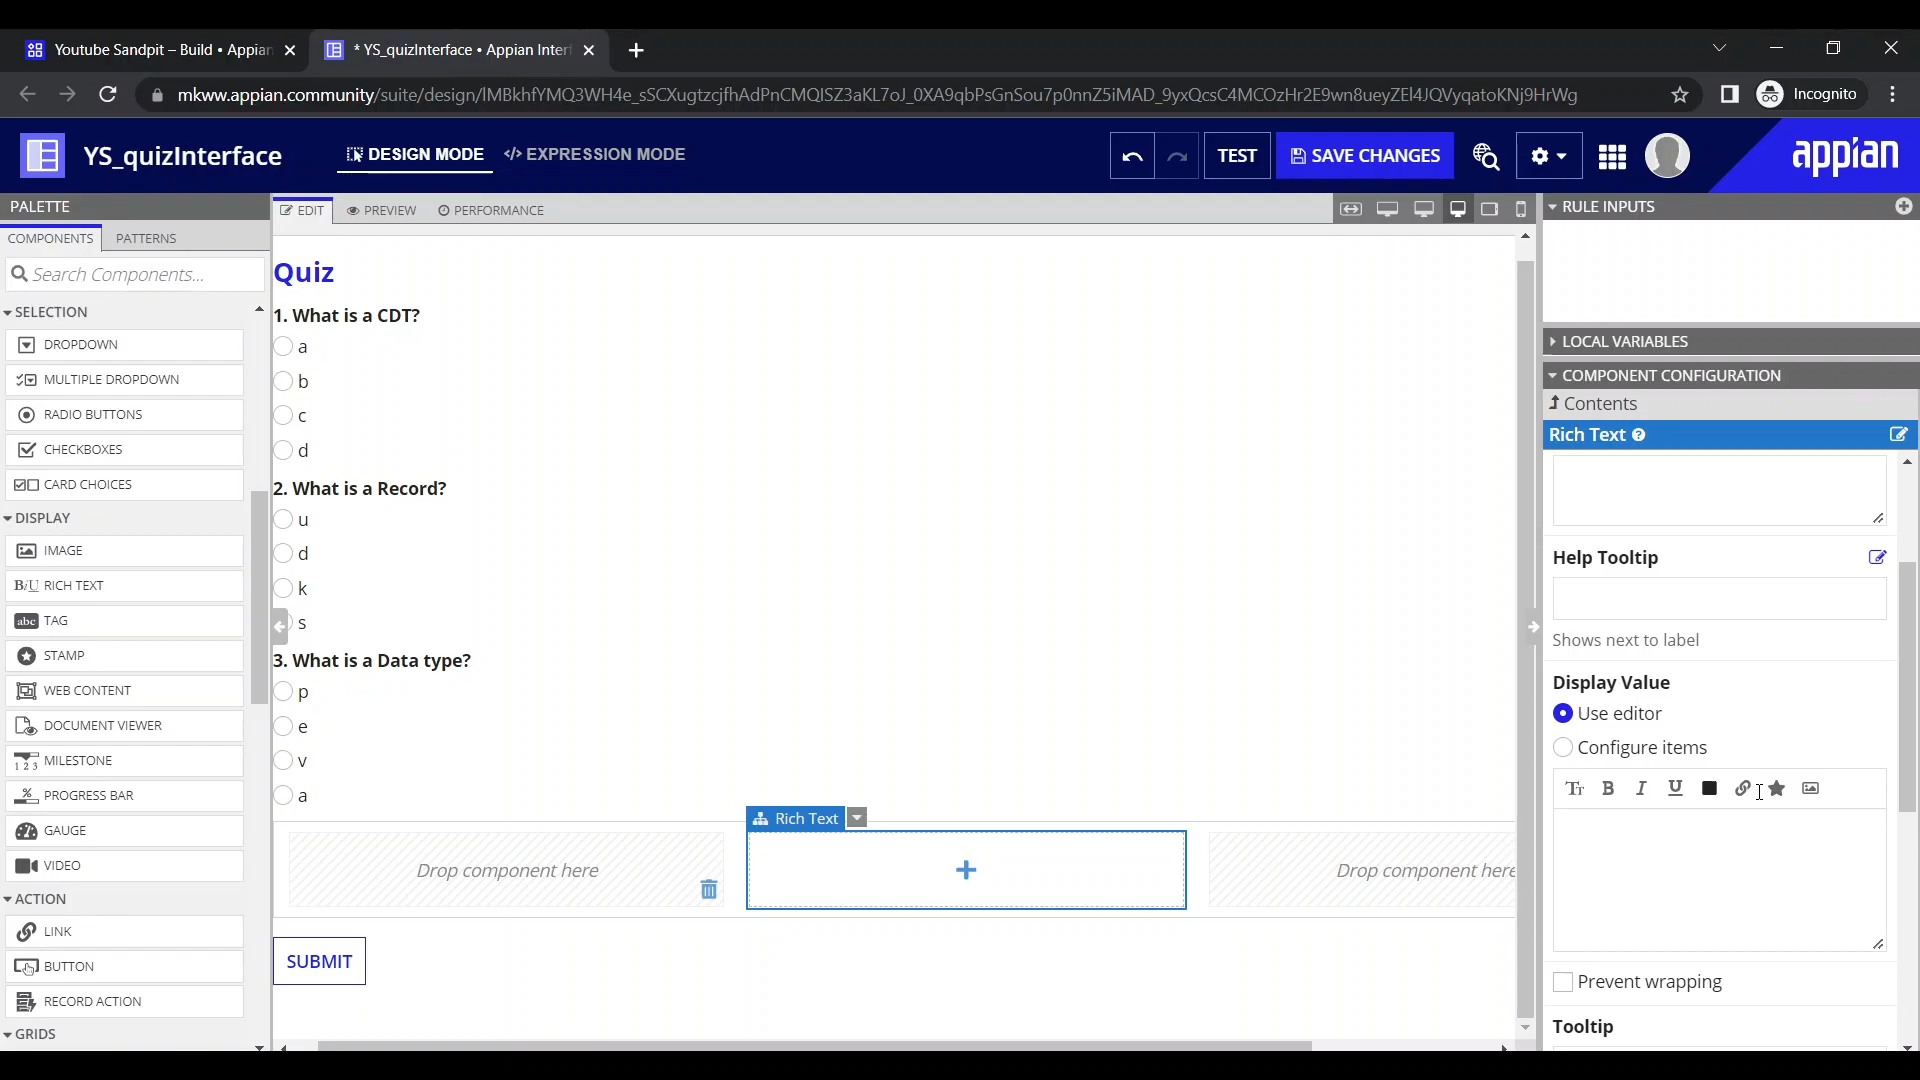 Youtube Sandpit – Build • Appian
* YS_quizInterface • Appian Inter
mkww.appian.community/suite/design/
Incognito
YS_quizInterface
DESIGN MODE
</> EXPRESSION MODE
TEST
SAVE CHANGES
appian
PALETTE
COMPONENTS
PATTERNS
Search Components...
SELECTION
DROPDOWN
MULTIPLE DROPDOWN
RADIO BUTTONS
CHECKBOXES
CARD CHOICES
DISPLAY
IMAGE
RICH TEXT
TAG
STAMP
WEB CONTENT
DOCUMENT VIEWER
MILESTONE
PROGRESS BAR
GAUGE
VIDEO
ACTION
LINK
BUTTON
RECORD ACTION
GRIDS
EDIT
PREVIEW
PERFORMANCE
Quiz
1. What is a CDT?
a
b
c
d
2. What is a Record?
u
d
k
s
3. What is a Data type?
p
e
v
a
Rich Text
Drop component here
Drop component here
SUBMIT
RULE INPUTS
LOCAL VARIABLES
COMPONENT CONFIGURATION
Contents
Rich Text
Help Tooltip
Shows next to label
Display Value
Use editor
Configure items
Prevent wrapping
Tooltip